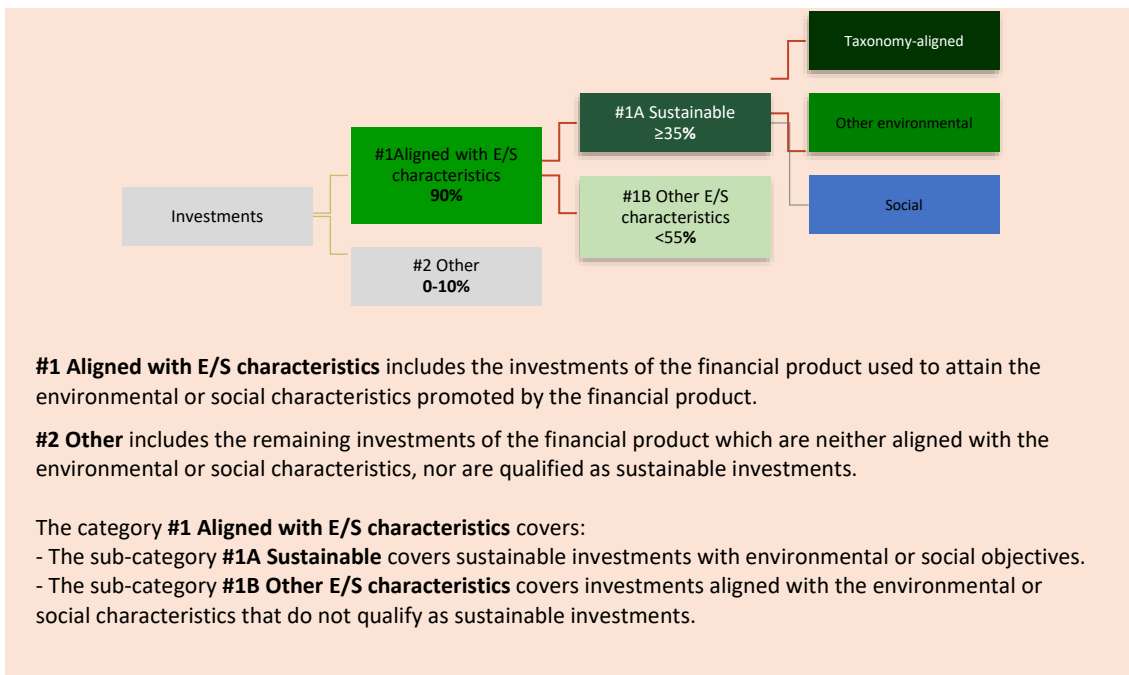 Taxonomy-aligned
#1A Sustainable
≥35%
Other environmental
#1Aligned with E/S
characteristics
90%
#1B Other E/S
characteristics
<55%
Investments
Social
#2 Other
0-10%
#1 Aligned with E/S characteristics includes the investments of the financial product used to attain the
environmental or social characteristics promoted by the financial product.
#2 Other includes the remaining investments of the financial product which are neither aligned with the
environmental or social characteristics, nor are qualified as sustainable investments.
The category #1 Aligned with E/S characteristics covers:
- The sub-category #1A Sustainable covers sustainable investments with environmental or social objectives.
- The sub-category #1B Other E/S characteristics covers investments aligned with the environmental or
social characteristics that do not qualify as sustainable investments.